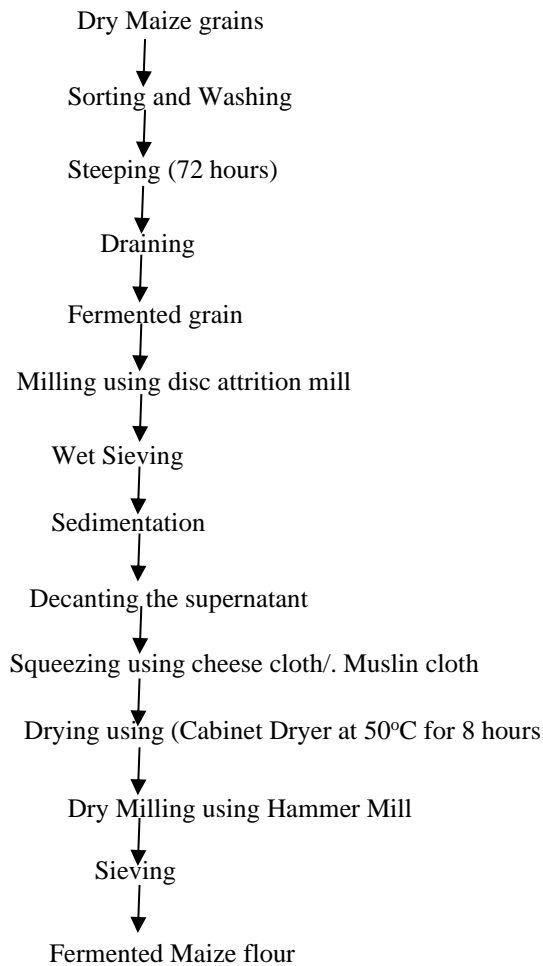 Dry Maize grains
Sorting and Washing
Steeping (72 hours)
Draining
Fermented grain
Milling using disc attrition mill
Wet Sieving
Sedimentation
Decanting the supernatant
Squeezing using cheese cloth/. Muslin cloth
Drying using (Cabinet Dryer at 50°C for 8 hours
Dry Milling using Hammer Mill
Sieving
Fermented Maize flour